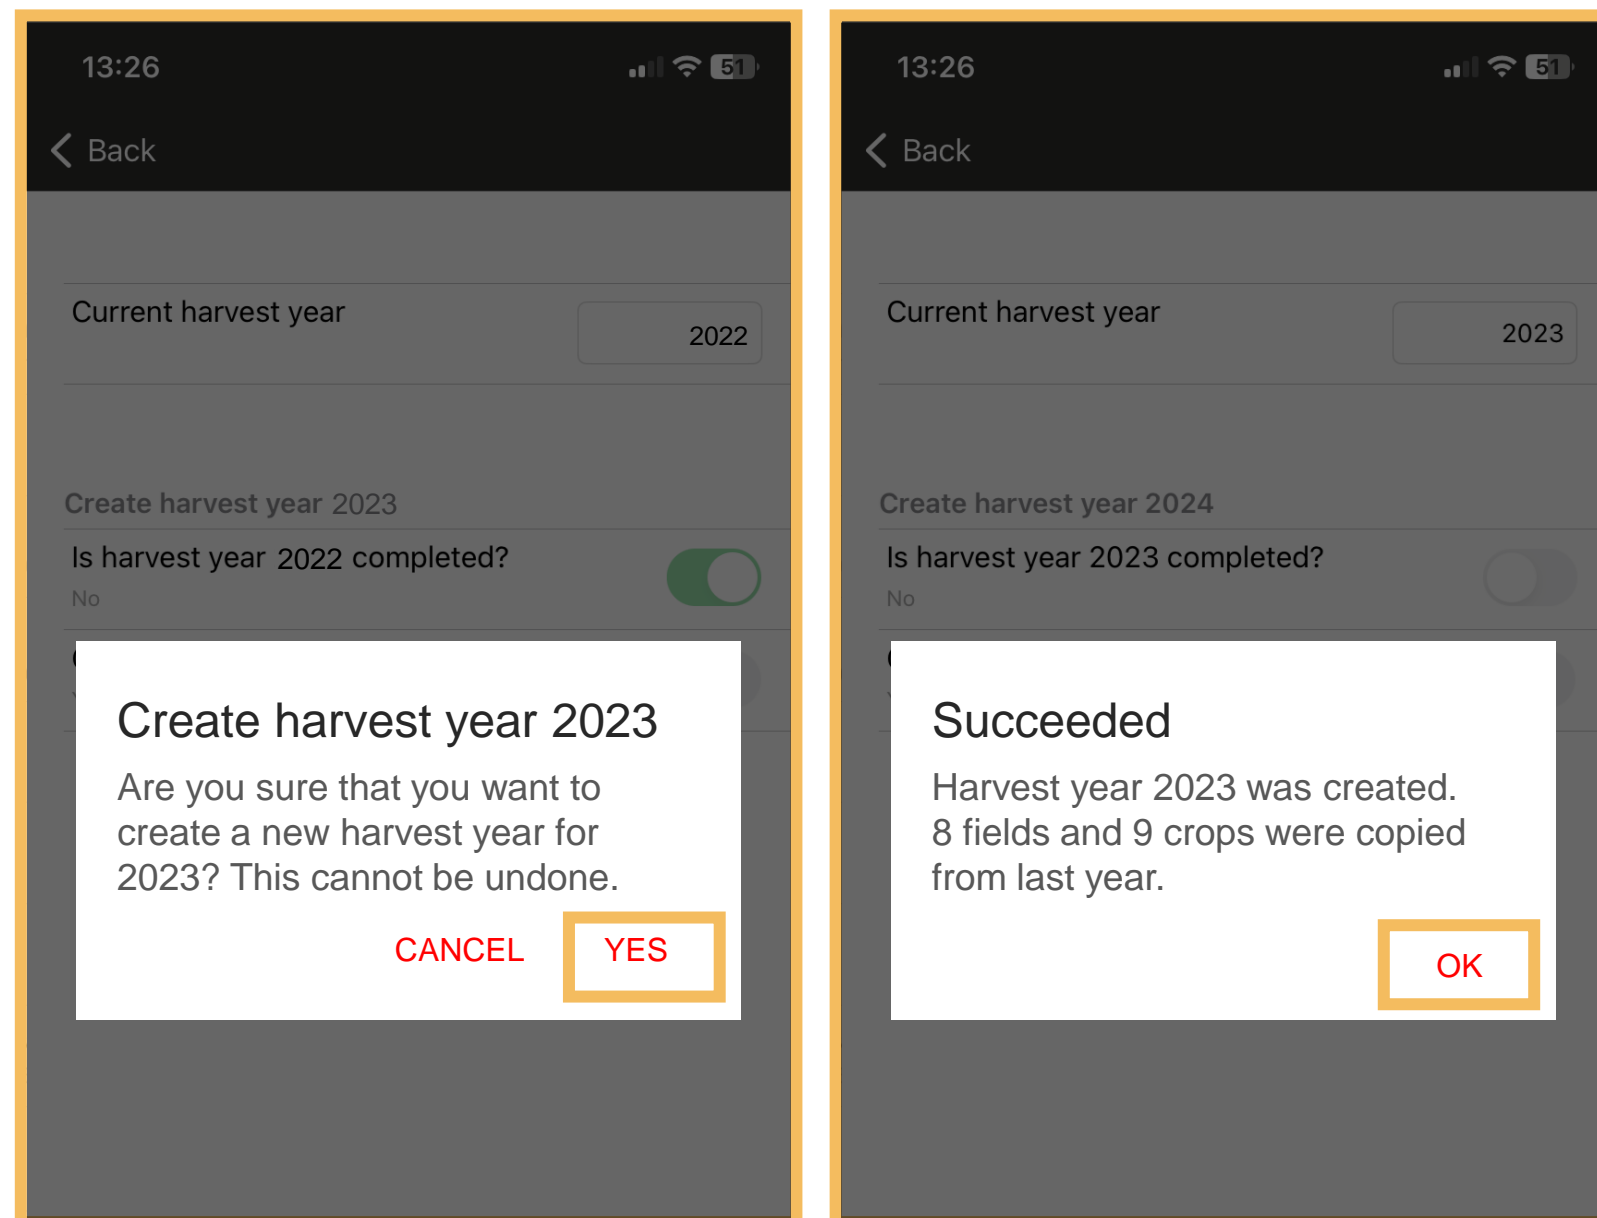 13:26
51
Back
Current harvest year
2022
Create harvest year 2023
Is harvest year 2022 completed?
No
Create harvest year 2023
Are you sure that you want to
create a new harvest year for
2023? This cannot be undone.
CANCEL YES
13:26
51
Back
Current harvest year
2023
Create harvest year 2024
Is harvest year 2023 completed?
No
Succeeded
Harvest year 2023 was created.
8 fields and 9 crops were copied
from last year.
OK